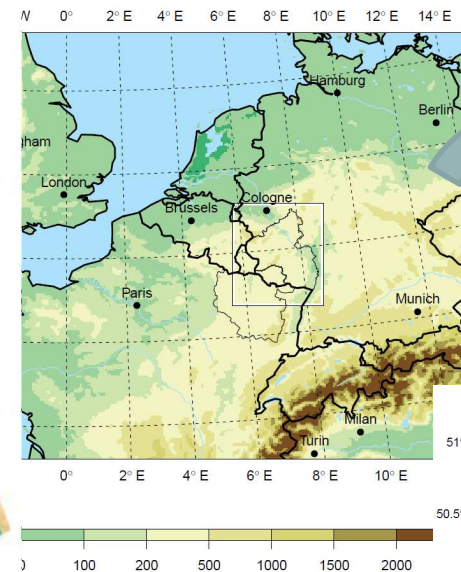 W 0° 2° E 4° E 6° E 8° E 10° E 12° E 14° E
Hamburg
Berlin
ham
London
Cologne
Brussels
Paris
Munich
Milan
Turin
51°
0° 2° E 4° E 6° E 8° E 10° E
50.5°
0 100 200 500 1000 1500 2000